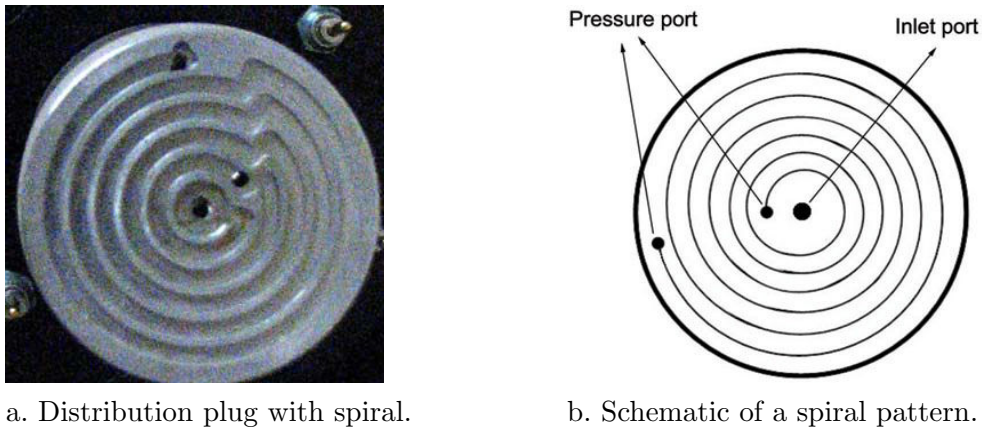 Pressure port
Inlet port
a. Distribution plug with spiral.
b. Schematic of a spiral pattern.